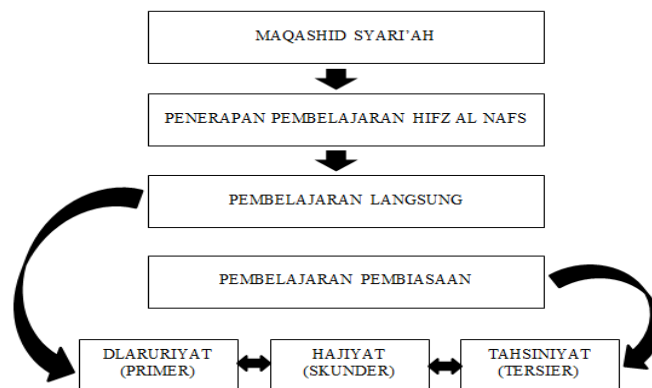 MAQASHID SYARI'AH
PENERAPAN PEMBELAJARAN HIFZ AL NAFS
PEMBELAJARAN LANGSUNG
PEMBELAJARAN PEMBIASAAN
DLARURIYAT
(PRIMER)
HAJIYAT
(SKUNDER)
TAHSINIYAT
(TERSIER)